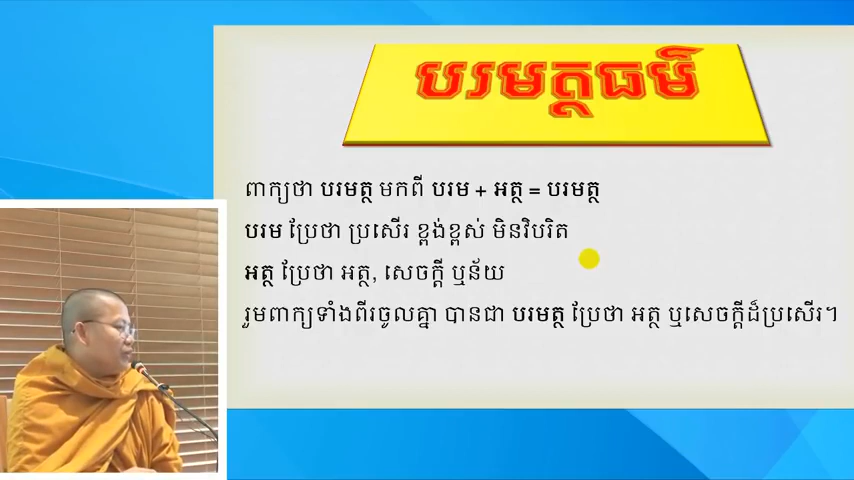 បរមត្ថធម៌
ពាក្យថា បរមត្ថ មកពី បរម + អត្ថ = បរមត្ថ
បរម ប្រែថា ប្រសើរ ខ្ពង់ខ្ពស់ មិនវិបរិត
អត្ថ ប្រែថា អត្ថ, សេចក្ដី ឬន័យ
រួមពាក្យទាំងពីរចូលគ្នា បានជា បរមត្ថ ប្រែថា អត្ថ ឬសេចក្ដីដ៏ប្រសើរ។